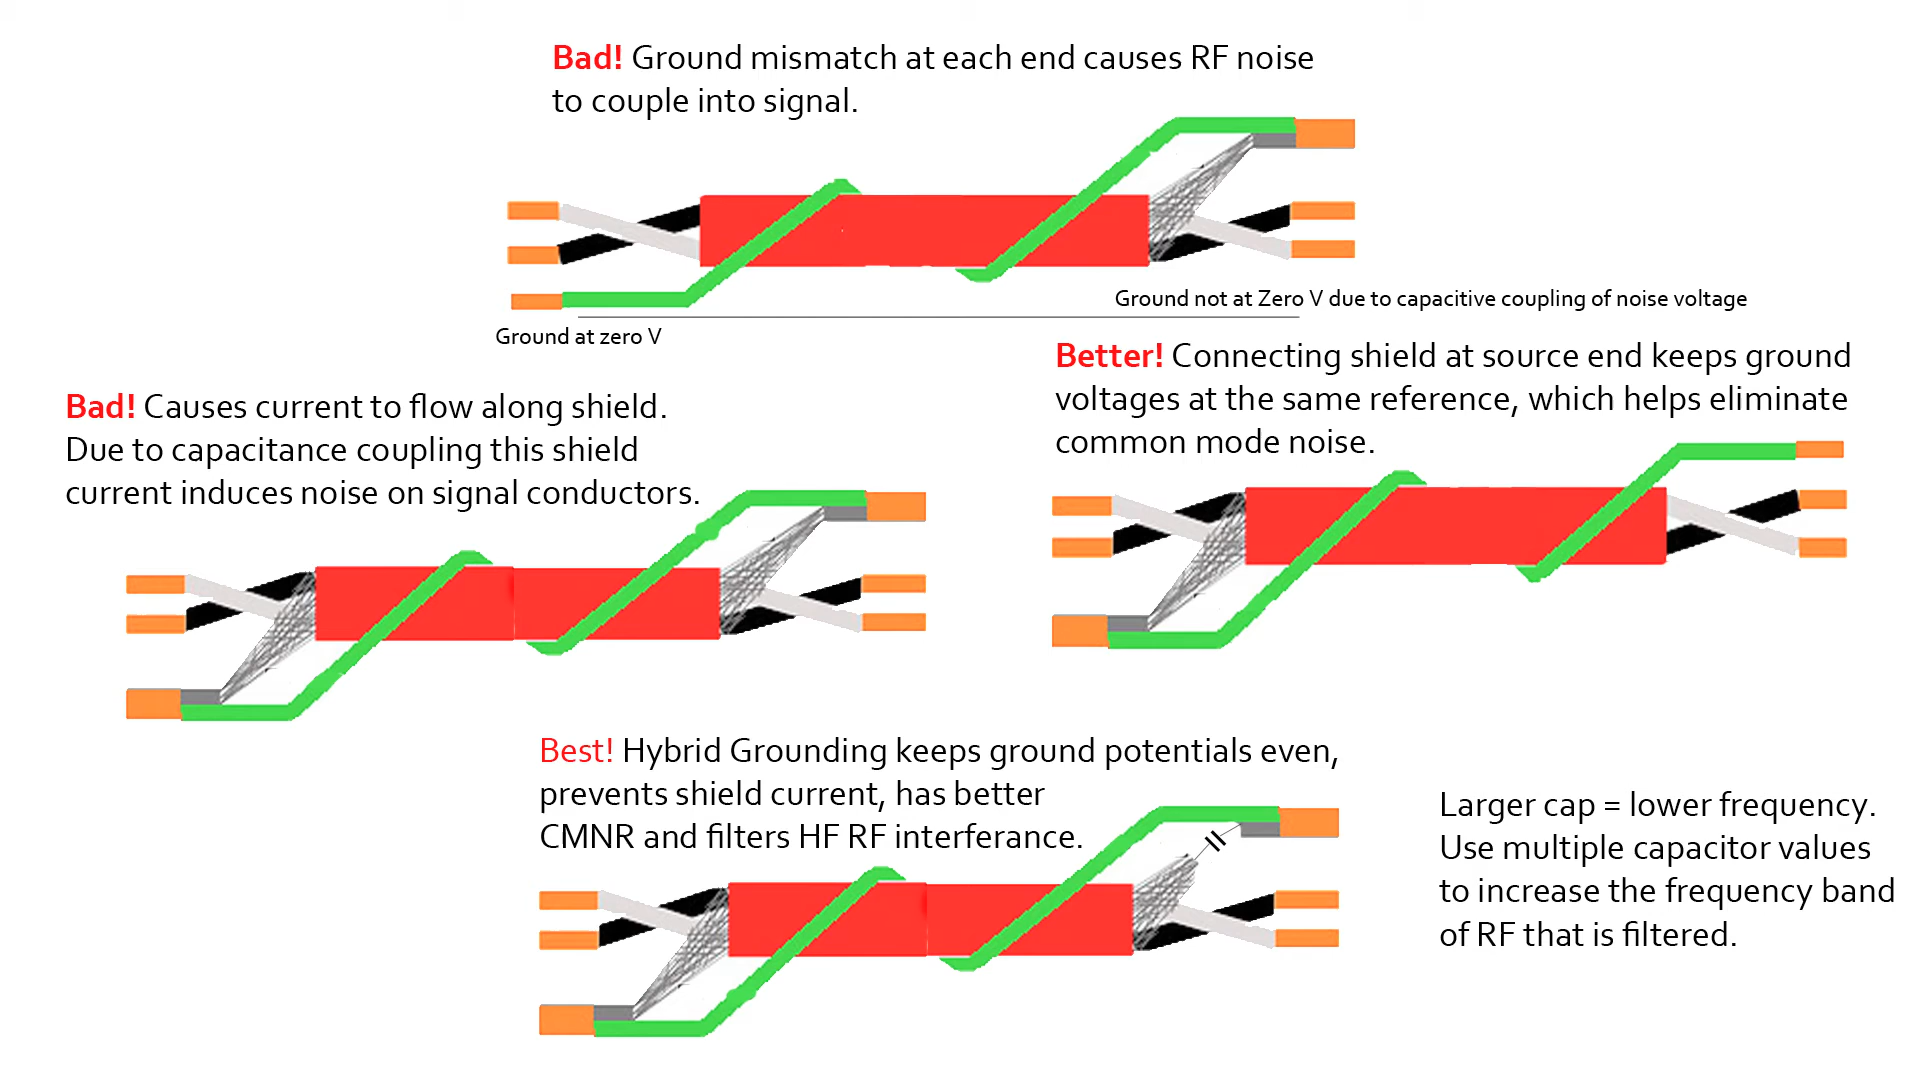 Bad! Ground mismatch at each end causes RF noise
to couple into signal.
Ground not at Zero V due to capacitive coupling of noise voltage
Ground at zero V
Bad! Causes current to flow along shield.
Due to capacitance coupling this shield
current induces noise on signal conductors.
Better! Connecting shield at source end keeps ground
voltages at the same reference, which helps eliminate
common mode noise.
Best! Hybrid Grounding keeps ground potentials even,
prevents shield current, has better
CMNR and filters HF RF interferance.
Larger cap = lower frequency.
Use multiple capacitor values
to increase the frequency band
of RF that is filtered.